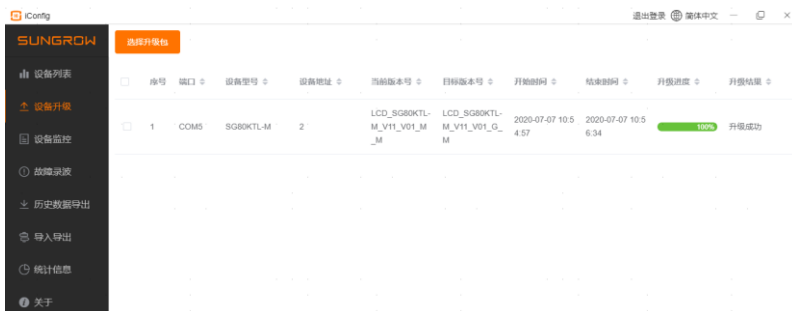 iConfig
退出登录 简体中文
SUNGROW
选择升级包
设备列表
设备升级
设备监控
故障录波
历史数据导出
导入导出
统计信息
关于
序号 端口 设备型号 设备地址 当前版本号 目标版本号 开始时间 结束时间 升级进度 升级结果
1 COM5 SG80KTL-M 2 LCD_SG80KTL- LCD_SG80KTL- 2020-07-07 10:5 2020-07-07 10:5 100% 升级成功
M_V11_V01_M M_V11_V01_G_ 4:57 6:34
_M M